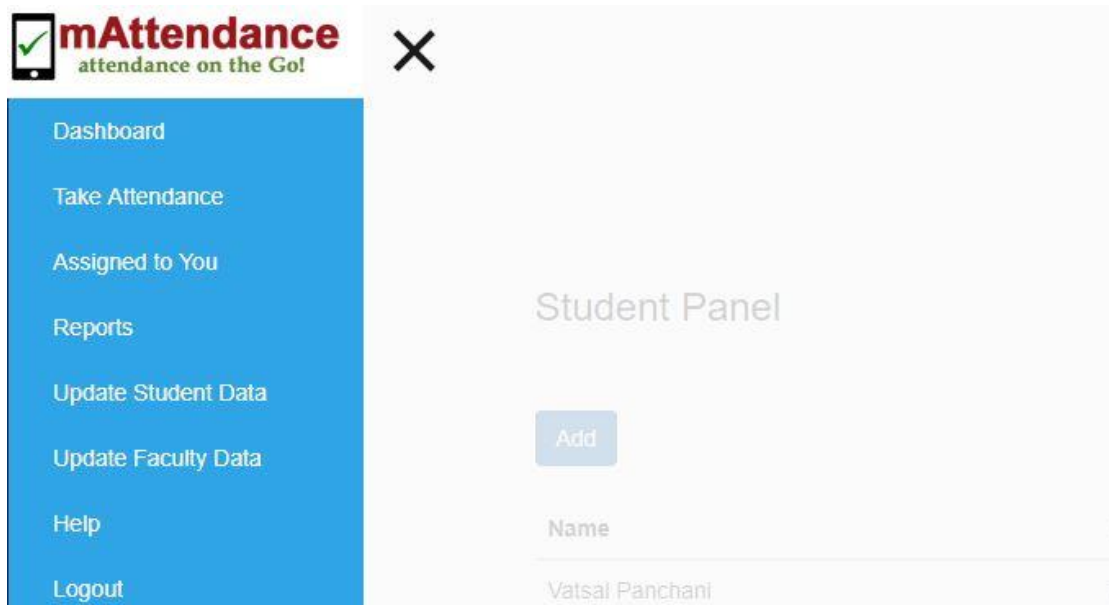 mAttendance
attendance on the Go!
Dashboard
Take Attendance
Assigned to You
Reports
Update Student Data
Update Faculty Data
Help
Logout
Student Panel
Add
Name
Vatsal Panchani